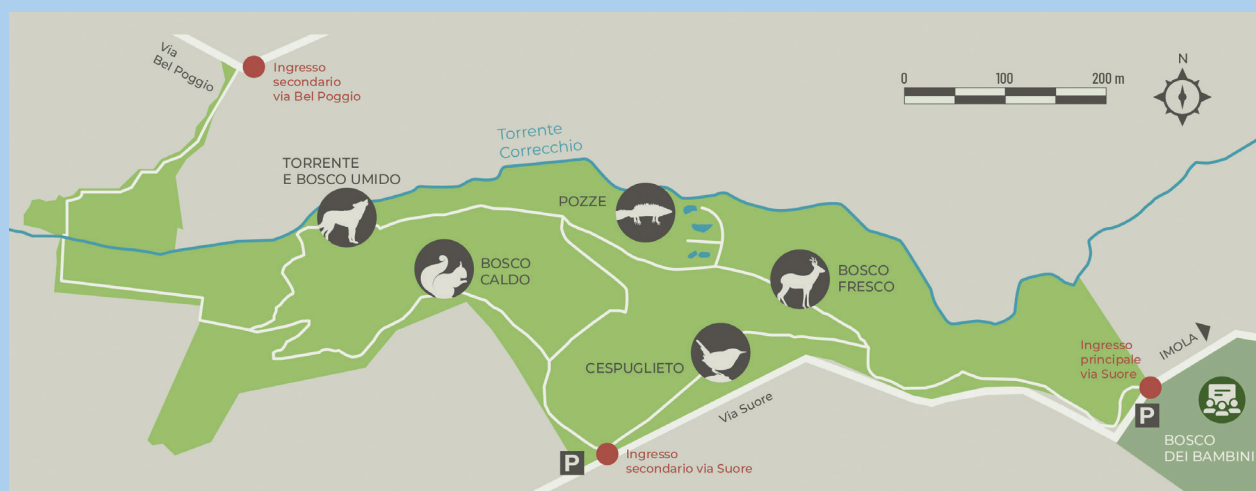 Via
Bel Poggio
Ingresso
secondario
via Bel Poggio
0 100 200 m
N
Torrente
Correcchio
TORRENTE
E BOSCO UMIDO
POZZE
BOSCO
CALDO
BOSCO
FRESCO
CESPUGLIETO
Via Suore
Ingresso
principale
via Suore
IMOLA
P
BOSCO
DEI BAMBINI
P
Ingresso
secondario via Suore